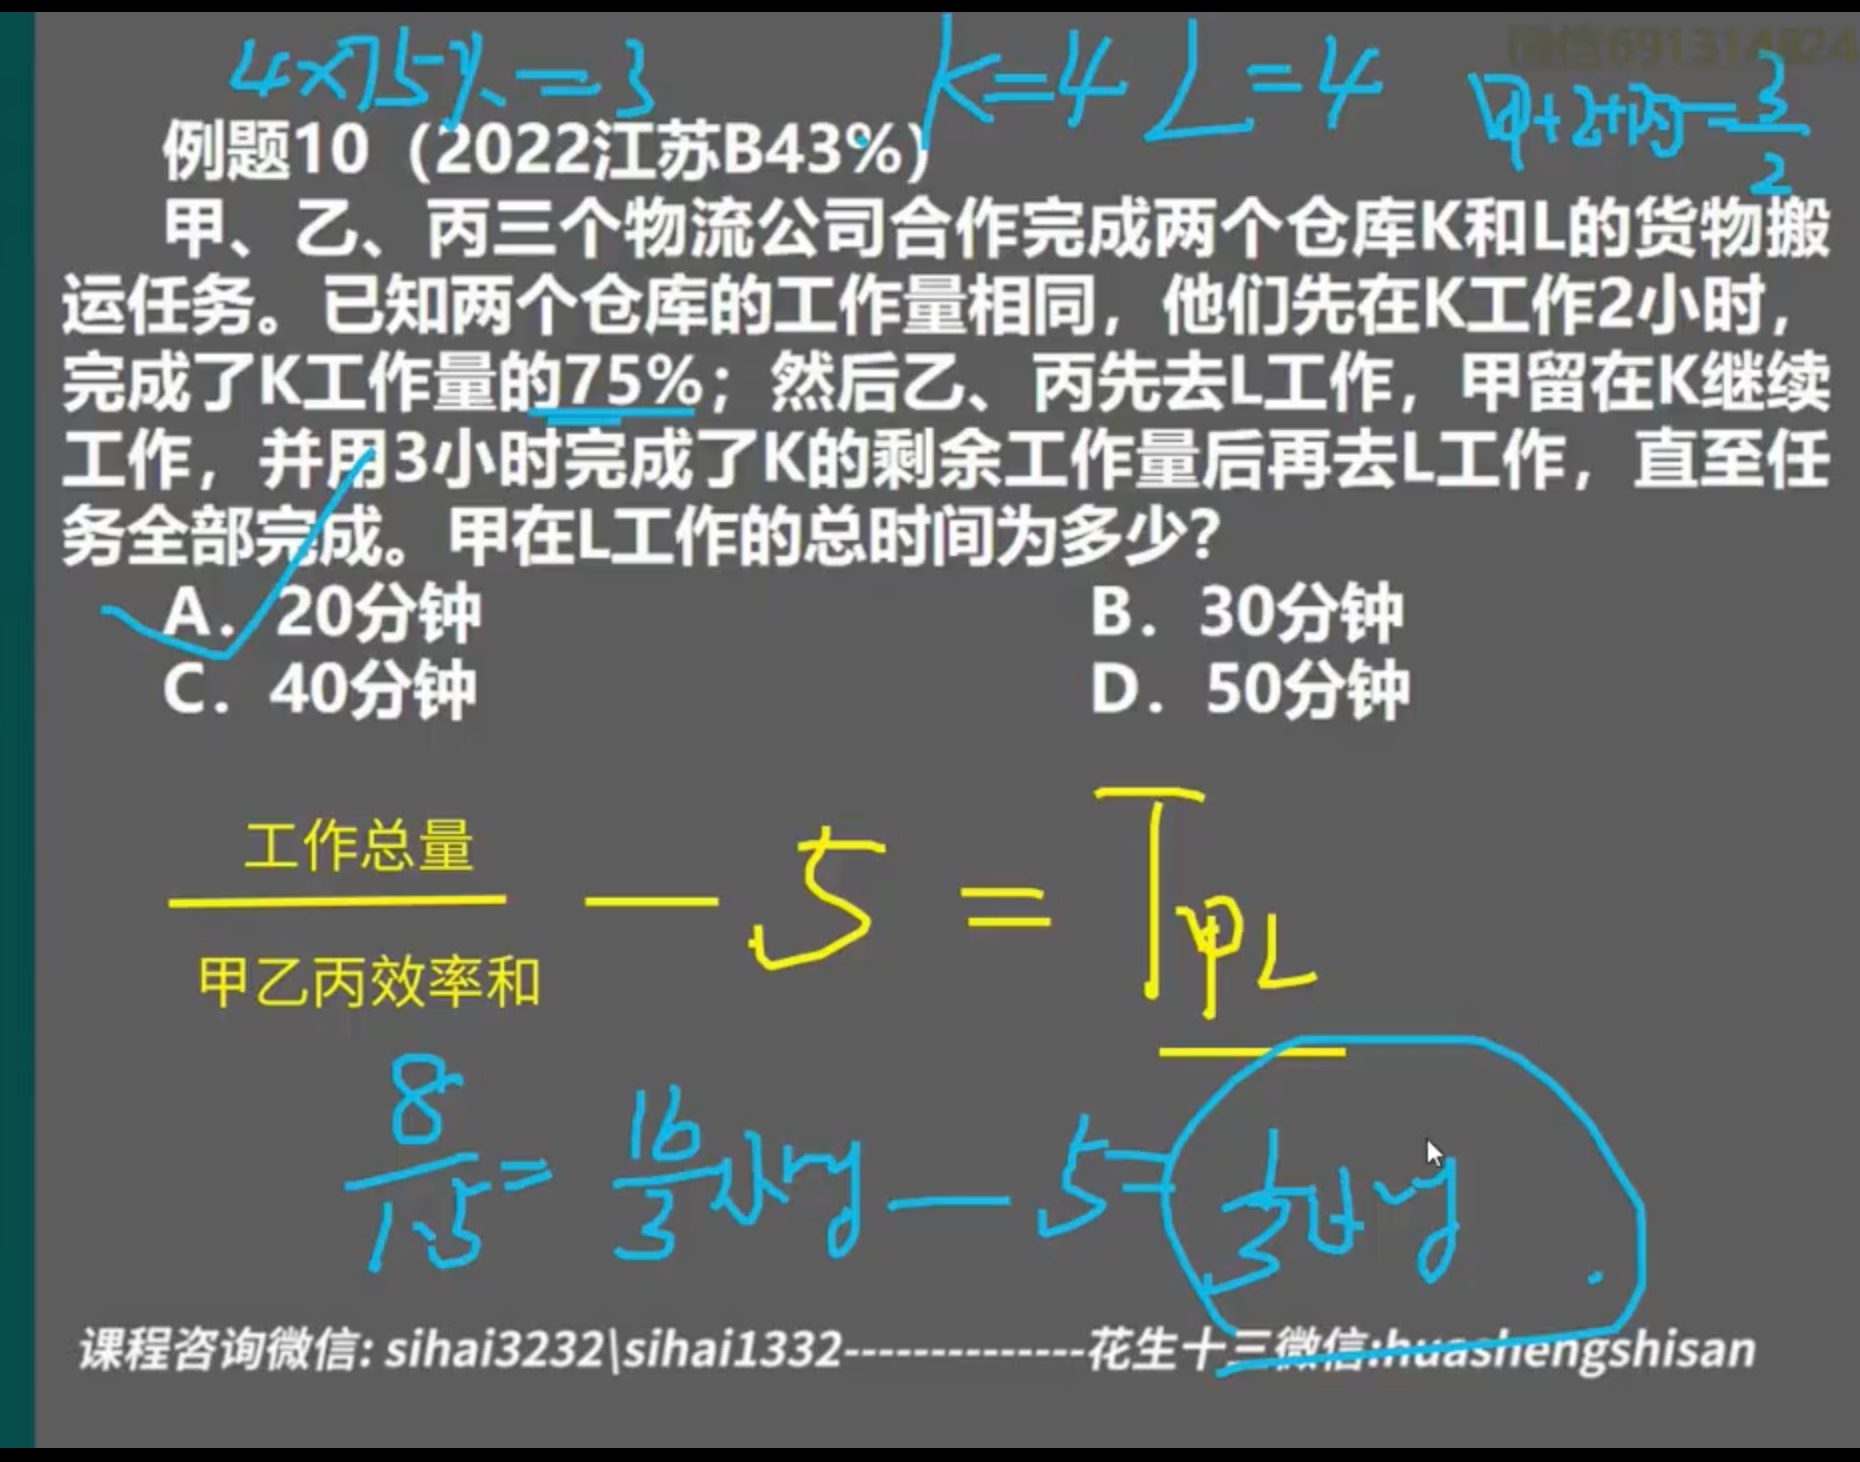 微信691314824
4×75%=3 K=4 L=4 甲+乙+丙=3/2
例题10（2022江苏B43%）
甲、乙、丙三个物流公司合作完成两个仓库K和L的货物搬
运任务。已知两个仓库的工作量相同，他们先在K工作2小时，
完成了K工作量的75%；然后乙、丙先去L工作，甲留在K继续
工作，并用3小时完成了K的剩余工作量后再去L工作，直至任
务全部完成。甲在L工作的总时间为多少？
A．20分钟 B．30分钟
C．40分钟 D．50分钟
工作总量
— 5 = T甲L
甲乙丙效率和
8/1.5=16/3小时—5=1/3小时
课程咨询微信: sihai3232\sihai1332--------------花生十三微信:huashengshisan